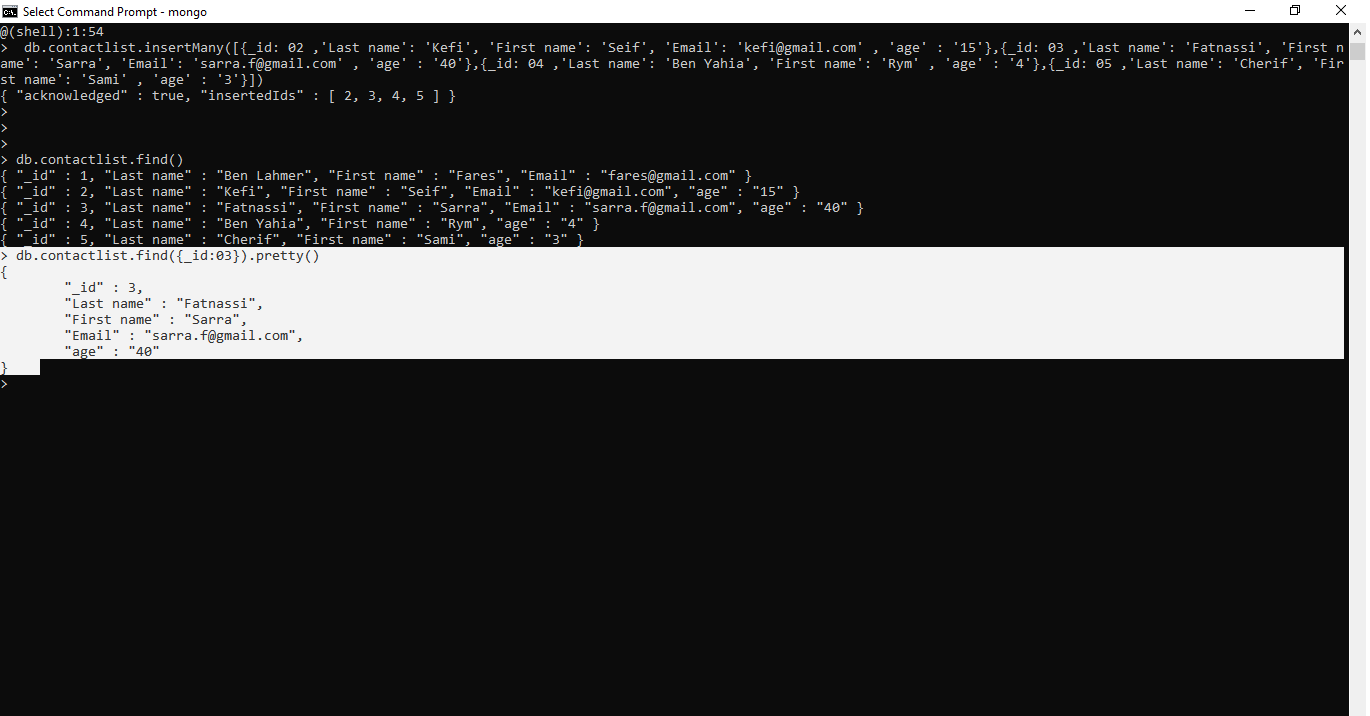 Select Command Prompt - mongo
@(shell):1:54
>  db.contactlist.insertMany([{_id: 02 ,'Last name': 'Kefi', 'First name': 'Seif', 'Email': 'kefi@gmail.com' , 'age' : '15'},{_id: 03 ,'Last name': 'Fatnassi', 'First n
ame': 'Sarra', 'Email': 'sarra.f@gmail.com' , 'age' : '40'},{_id: 04 ,'Last name': 'Ben Yahia', 'First name': 'Rym' , 'age' : '4'},{_id: 05 ,'Last name': 'Cherif', 'Fir
st name': 'Sami' , 'age' : '3'}])
{ "acknowledged" : true, "insertedIds" : [ 2, 3, 4, 5 ] }
>
>
>
> db.contactlist.find()
{ "_id" : 1, "Last name" : "Ben Lahmer", "First name" : "Fares", "Email" : "fares@gmail.com" }
{ "_id" : 2, "Last name" : "Kefi", "First name" : "Seif", "Email" : "kefi@gmail.com", "age" : "15" }
{ "_id" : 3, "Last name" : "Fatnassi", "First name" : "Sarra", "Email" : "sarra.f@gmail.com", "age" : "40" }
{ "_id" : 4, "Last name" : "Ben Yahia", "First name" : "Rym", "age" : "4" }
{ "_id" : 5, "Last name" : "Cherif", "First name" : "Sami", "age" : "3" }
> db.contactlist.find({_id:03}).pretty()
{
        "_id" : 3,
        "Last name" : "Fatnassi",
        "First name" : "Sarra",
        "Email" : "sarra.f@gmail.com",
        "age" : "40"
}
>